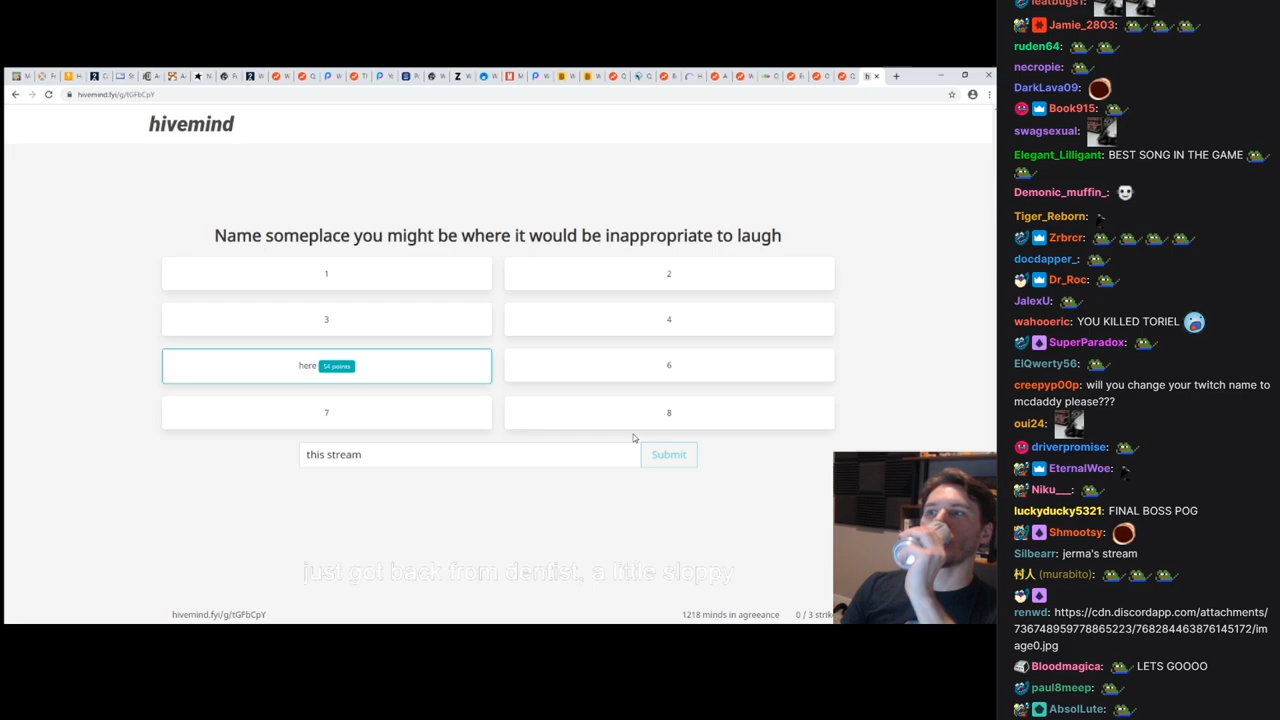 hivemind.fyi/g/tGFbCpY
hivemind
Name someplace you might be where it would be inappropriate to laugh
1
2
3
4
here 54 points
6
7
8
this stream
Submit
just got back from dentist, a little sloppy
hivemind.fyi/g/tGFbCpY
1218 minds in agreeance
0 / 3 strik
Jamie_2803:
ruden64:
necropie:
DarkLava09:
Book915:
swagsexual:
Elegant_Lilligant: BEST SONG IN THE GAME
Demonic_muffin_:
Tiger_Reborn:
Zrbrcr:
docdapper_:
Dr_Roc:
JalexU:
wahooeric: YOU KILLED TORIEL
SuperParadox:
ElQwerty56:
creepyp00p: will you change your twitch name to
mcdaddy please???
oui24:
driverpromise:
EternalWoe:
Niku___:
luckyducky5321: FINAL BOSS POG
Shmootsy:
Silbearr: jerma's stream
村人 (murabito):
renwd: https://cdn.discordapp.com/attachments/
736748959778865223/768284463876145172/im
age0.jpg
Bloodmagica: LETS GOOOO
paul8meep:
AbsolLute: